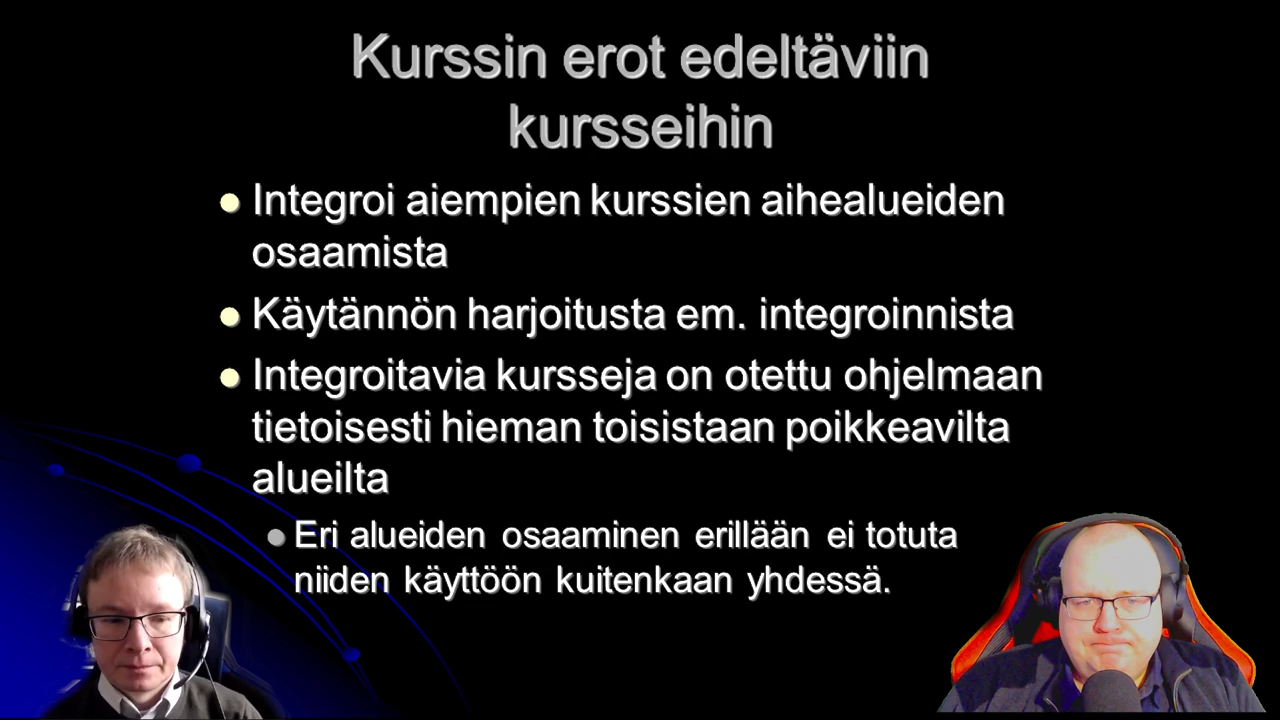 Kurssin erot edeltäviin
kursseihin
Integroi aiempien kurssien aihealueiden
osaamista
Käytännön harjoitusta em. integroinnista
Integroitavia kursseja on otettu ohjelmaan
tietoisesti hieman toisistaan poikkeavilta
alueilta
Eri alueiden osaaminen erillään ei totuta
niiden käyttöön kuitenkaan yhdessä.